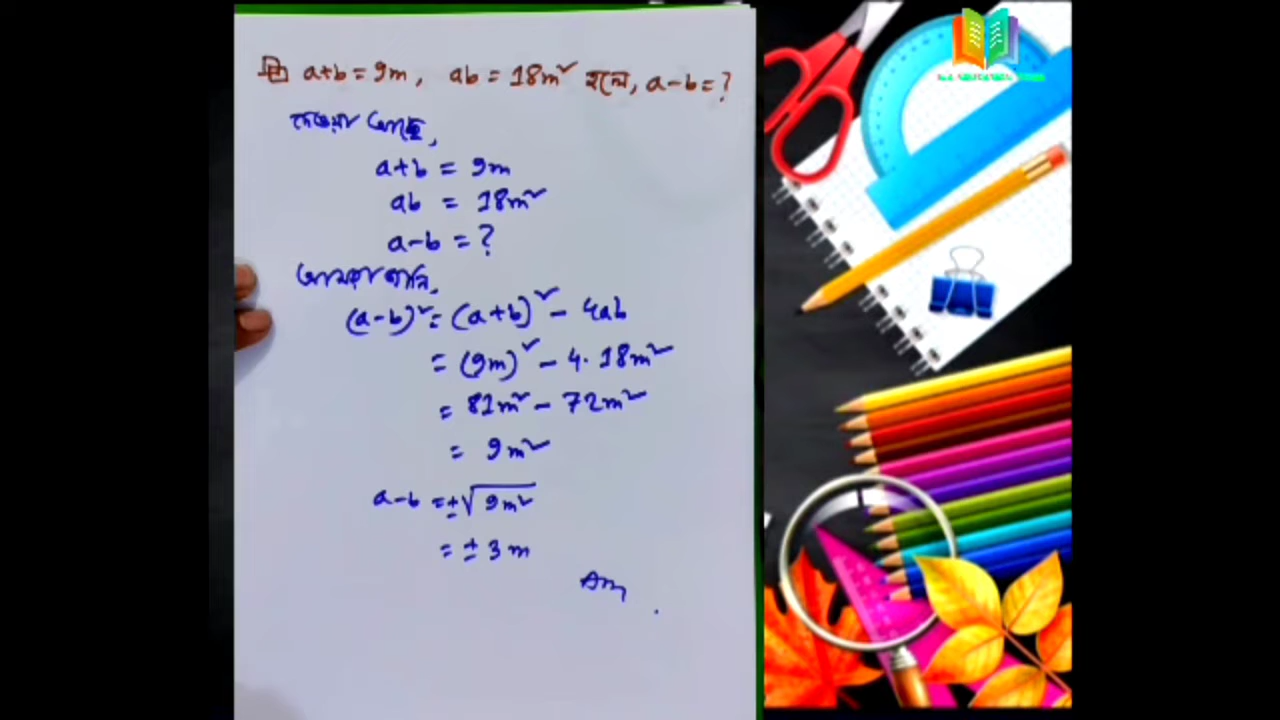 a+b=9m, ab = 18m² হলে, a-b=?
দেওয়া আছে,
a+b = 9m
ab = 18m²
a-b = ?
আমরা জানি,
(a-b)² = (a+b)² - 4ab
= (9m)² - 4. 18m²
= 81m² - 72m²
= 9m²
a-b = ±√9m²
= ± 3m
Ans